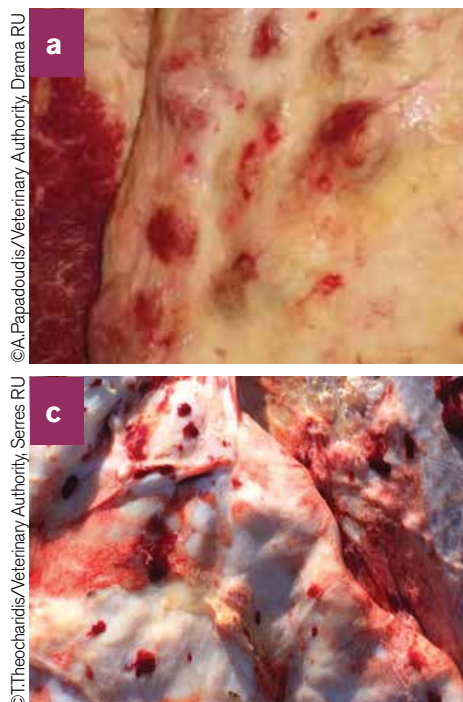 a
©A.Papadoudis/Veterinary Authority, Drama RU
c
©T.Theocharidis/Veterinary Authority, Serres RU